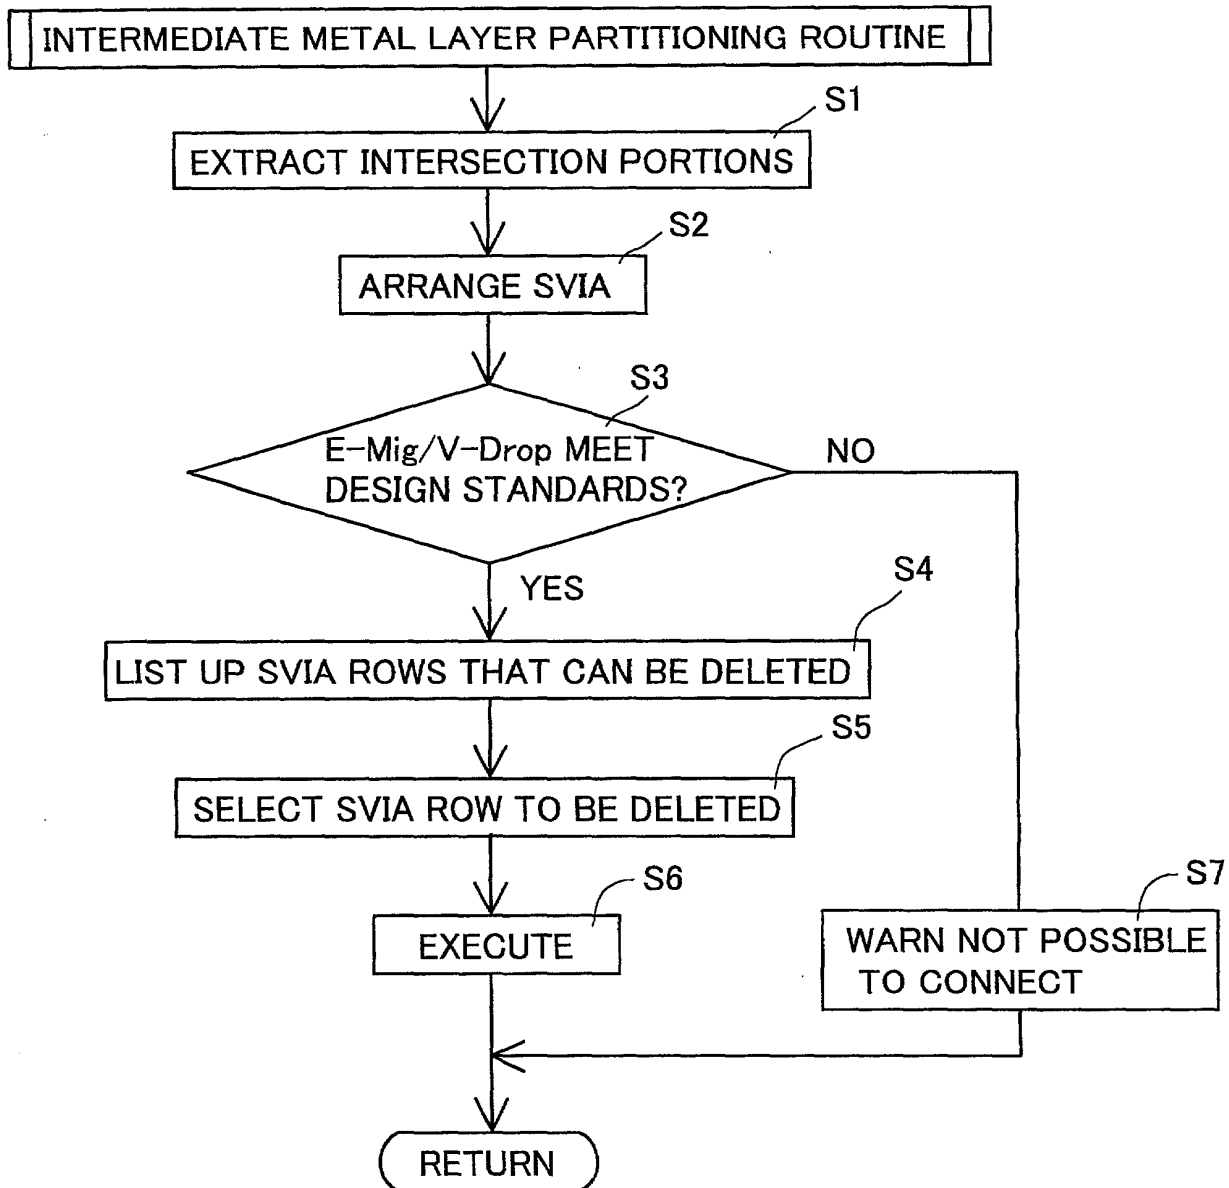 INTERMEDIATE METAL LAYER PARTITIONING ROUTINE
S1
EXTRACT INTERSECTION PORTIONS
S2
ARRANGE SVIA
S3
E-Mig/V-Drop MEET
DESIGN STANDARDS?
NO
YES
S4
LIST UP SVIA ROWS THAT CAN BE DELETED
S5
SELECT SVIA ROW TO BE DELETED
S6
EXECUTE
S7
WARN NOT POSSIBLE
TO CONNECT
RETURN